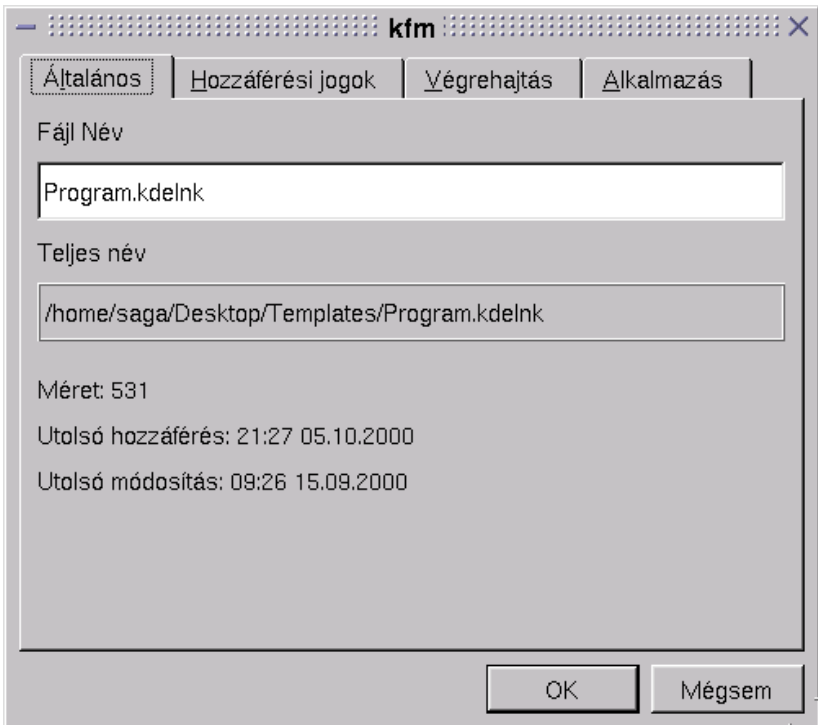 kfm
Általános Hozzáférési jogok Végrehajtás Alkalmazás
Fájl Név
Program.kdelnk
Teljes név
/home/saga/Desktop/Templates/Program.kdelnk
Méret: 531
Utolsó hozzáférés: 21:27 05.10.2000
Utolsó módosítás: 09:26 15.09.2000
OK Mégsem